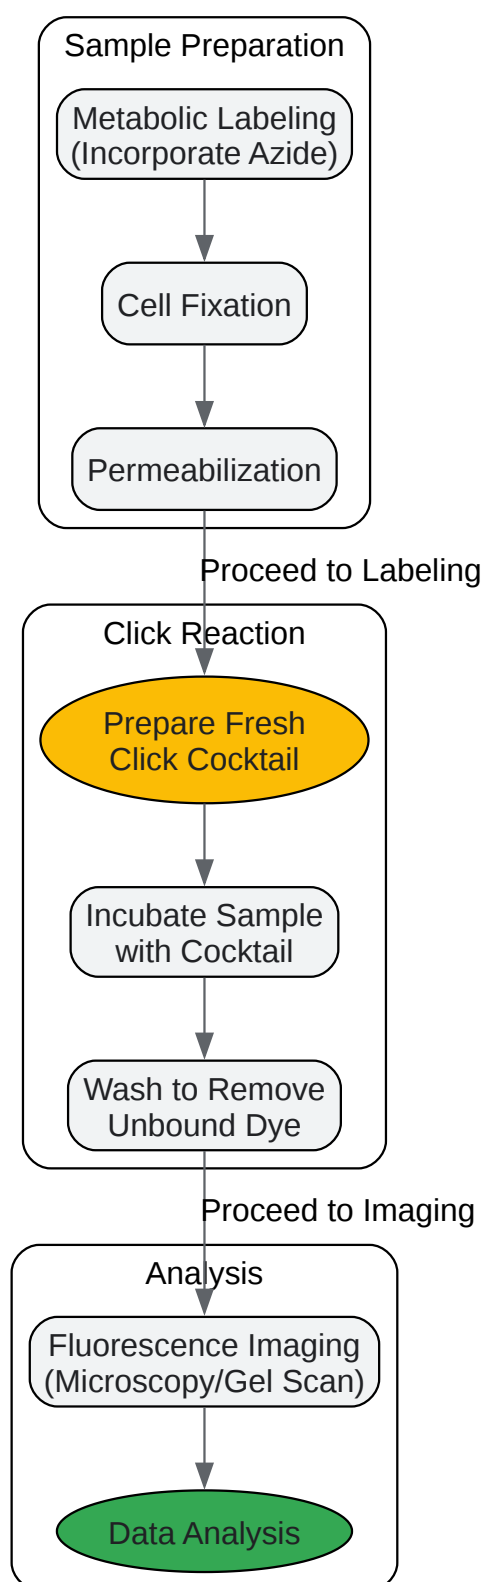 Sample Preparation
Metabolic Labeling
(Incorporate Azide)
Cell Fixation
Permeabilization
Proceed to Labeling
Click Reaction
Prepare Fresh
Click Cocktail
Incubate Sample
with Cocktail
Wash to Remove
Unbound Dye
Proceed to Imaging
Analysis
Fluorescence Imaging
(Microscopy/Gel Scan)
Data Analysis